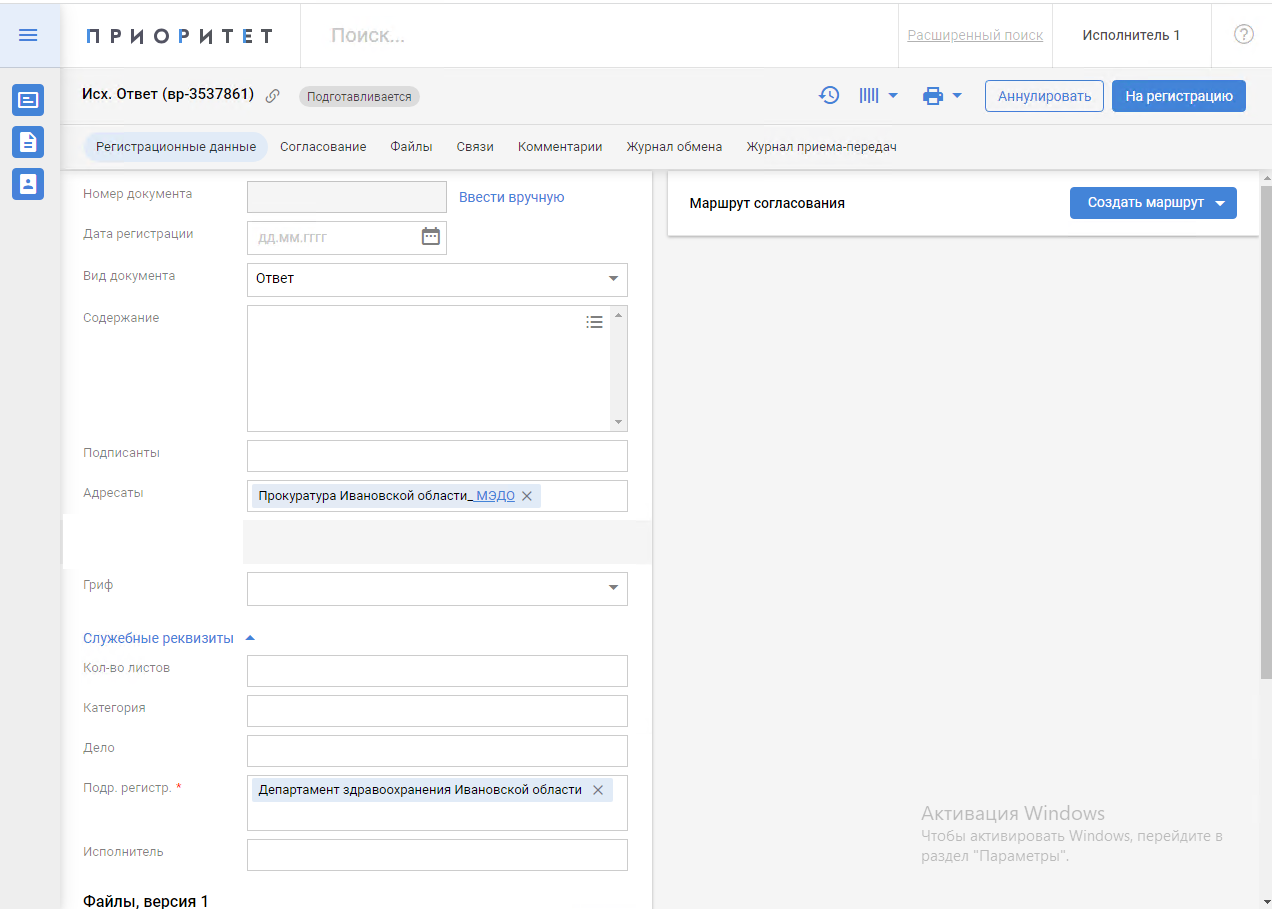 ПРИОРИТЕТ
Поиск...
Расширенный поиск
Исполнитель 1
?
Исх. Ответ (вр-3537861)
Подготавливается
Аннулировать
На регистрацию
Регистрационные данные
Согласование
Файлы
Связи
Комментарии
Журнал обмена
Журнал приема-передач
Номер документа
Ввести вручную
Дата регистрации
ДД.ММ.ГГГГ
Вид документа
Ответ
Содержание
Подписанты
Адресаты
Прокуратура Ивановской области_ МЭДО
Гриф
Служебные реквизиты
Кол-во листов
Категория
Дело
Подр. регистр. *
Департамент здравоохранения Ивановской области
Исполнитель
Файлы, версия 1
Маршрут согласования
Создать маршрут
Активация Windows
Чтобы активировать Windows, перейдите в
раздел "Параметры".